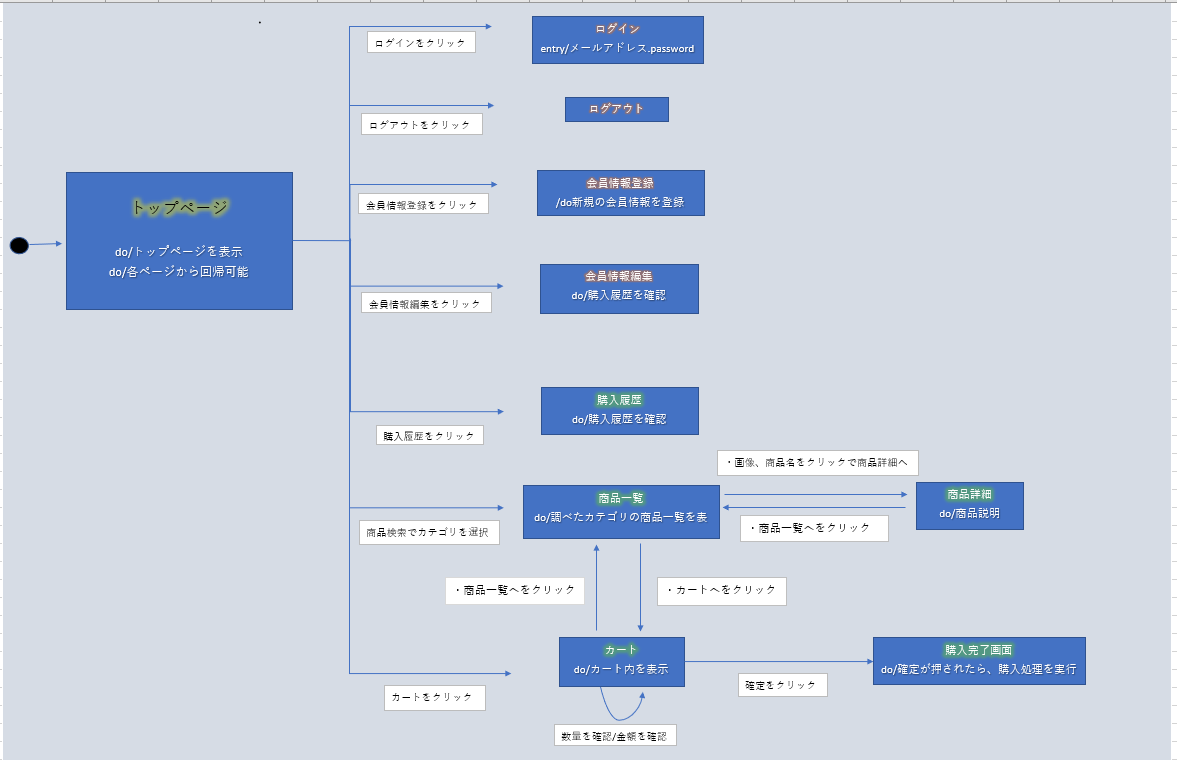 ログイン
entry/メールアドレス.password
ログインをクリック
ログアウト
ログアウトをクリック
会員情報登録
/do新規の会員情報を登録
会員情報登録をクリック
トップページ
do/トップページを表示
do/各ページから回帰可能
会員情報編集
do/購入履歴を確認
会員情報編集をクリック
購入履歴
do/購入履歴を確認
購入履歴をクリック
・画像、商品名をクリックで商品詳細へ
商品一覧
do/調べたカテゴリの商品一覧を表
商品詳細
do/商品説明
商品検索でカテゴリを選択
・商品一覧へをクリック
・商品一覧へをクリック
・カートへをクリック
カート
do/カート内を表示
購入完了画面
do/確定が押されたら、購入処理を実行
カートをクリック
確定をクリック
数量を確認/金額を確認